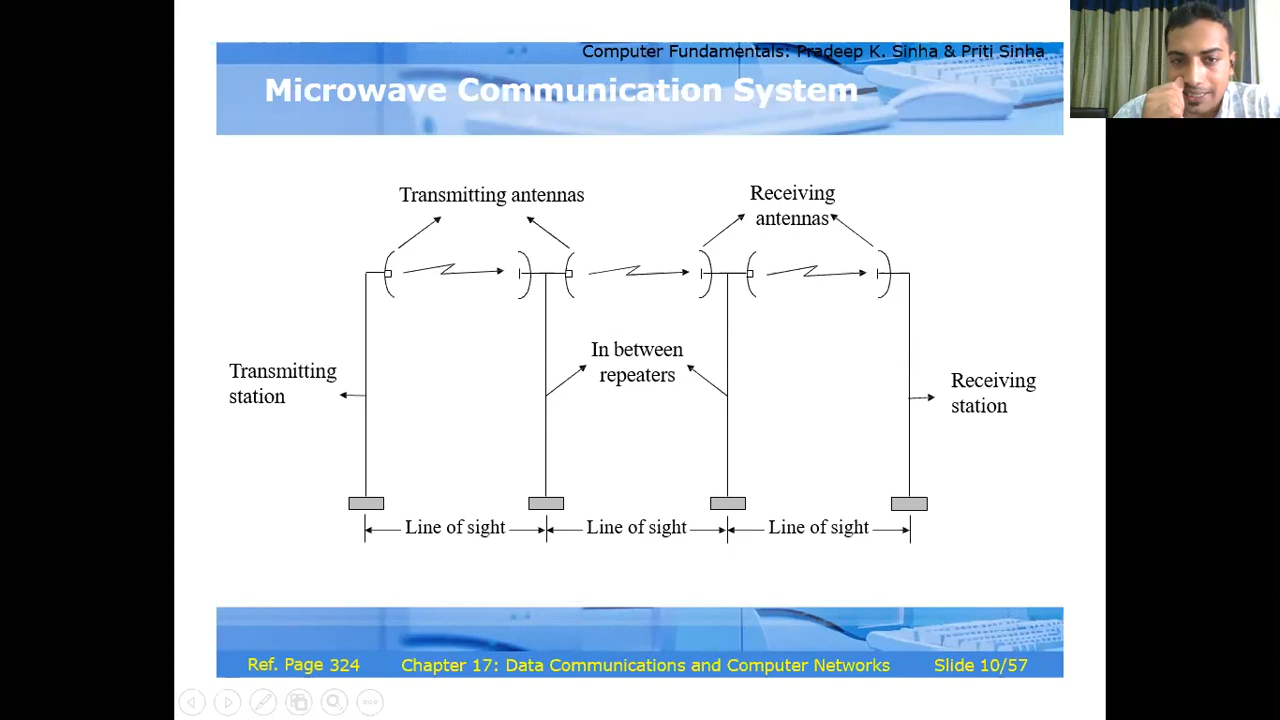 Computer Fundamentals: Pradeep K. Sinha & Priti Sinha
Microwave Communication System
Transmitting antennas
Receiving
antennas
In between
repeaters
Transmitting
station
Receiving
station
Line of sight
Line of sight
Line of sight
Ref. Page 324
Chapter 17: Data Communications and Computer Networks
Slide 10/57